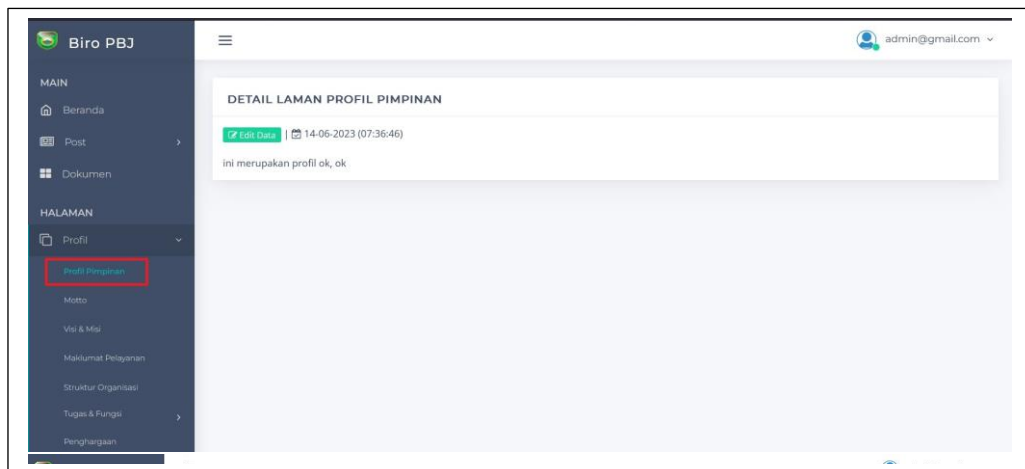 Biro PBJ
admin@gmail.com
MAIN
Beranda
Post
Dokumen
HALAMAN
Profil
Profil Pimpinan
Motto
Visi & Misi
Maklumat Pelayanan
Struktur Organisasi
Tugas & Fungsi
Penghargaan
DETAIL LAMAN PROFIL PIMPINAN
Edit Data | 14-06-2023 (07:36:46)
ini merupakan profil ok, ok